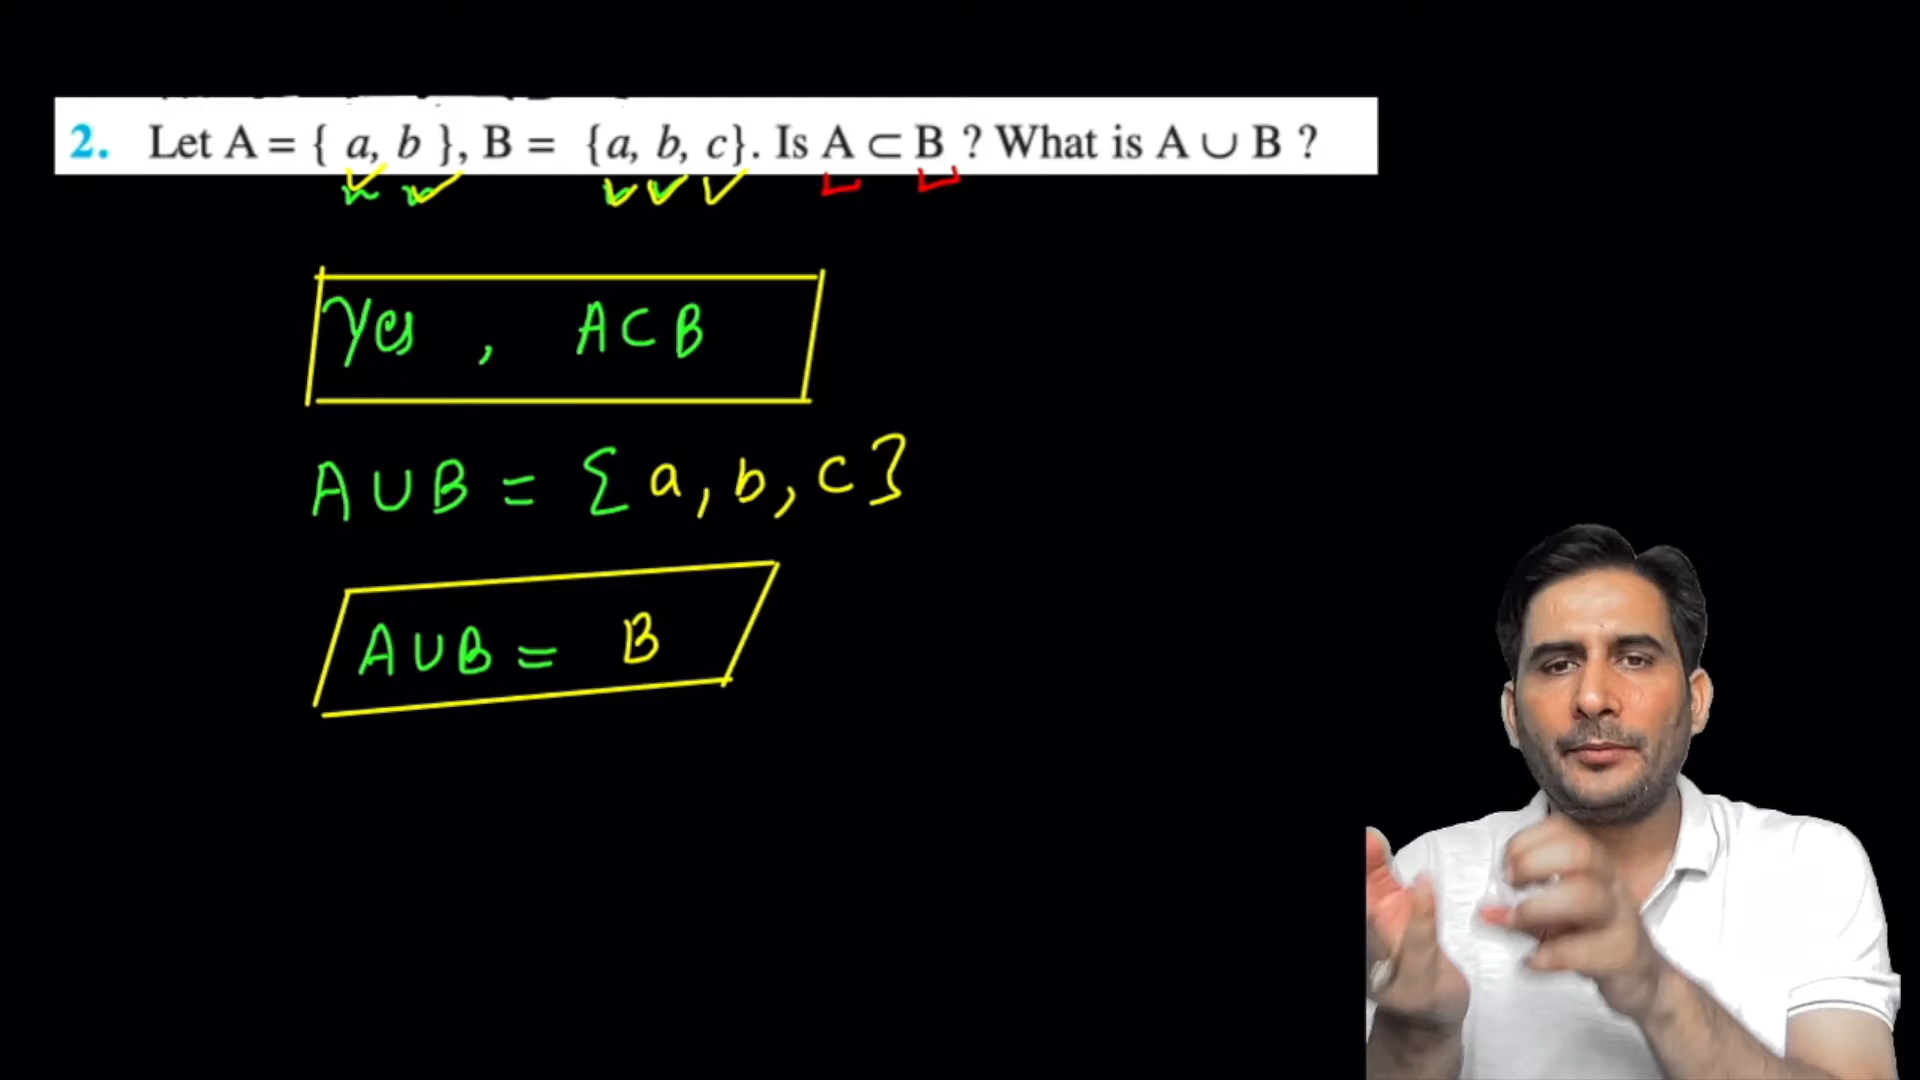 2. Let A = { a, b }, B = {a, b, c}. Is A ⊂ B ? What is A ∪ B ?
Yes , A ⊂ B
A ∪ B = {a, b, c}
A ∪ B = B